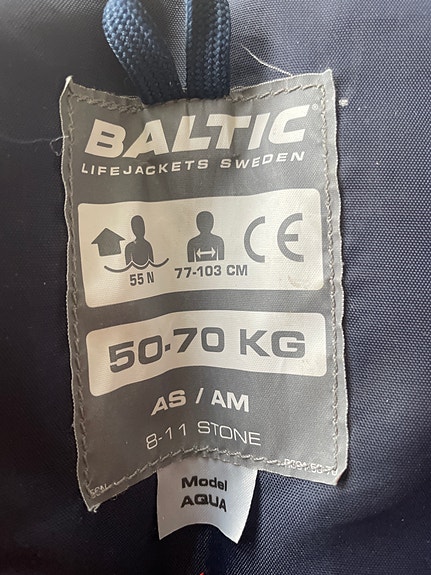 BALTIC®
LIFEJACKETS SWEDEN
55 N
77-103 CM
CE
50-70 KG
AS / AM
8-11 STONE
Model
AQUA